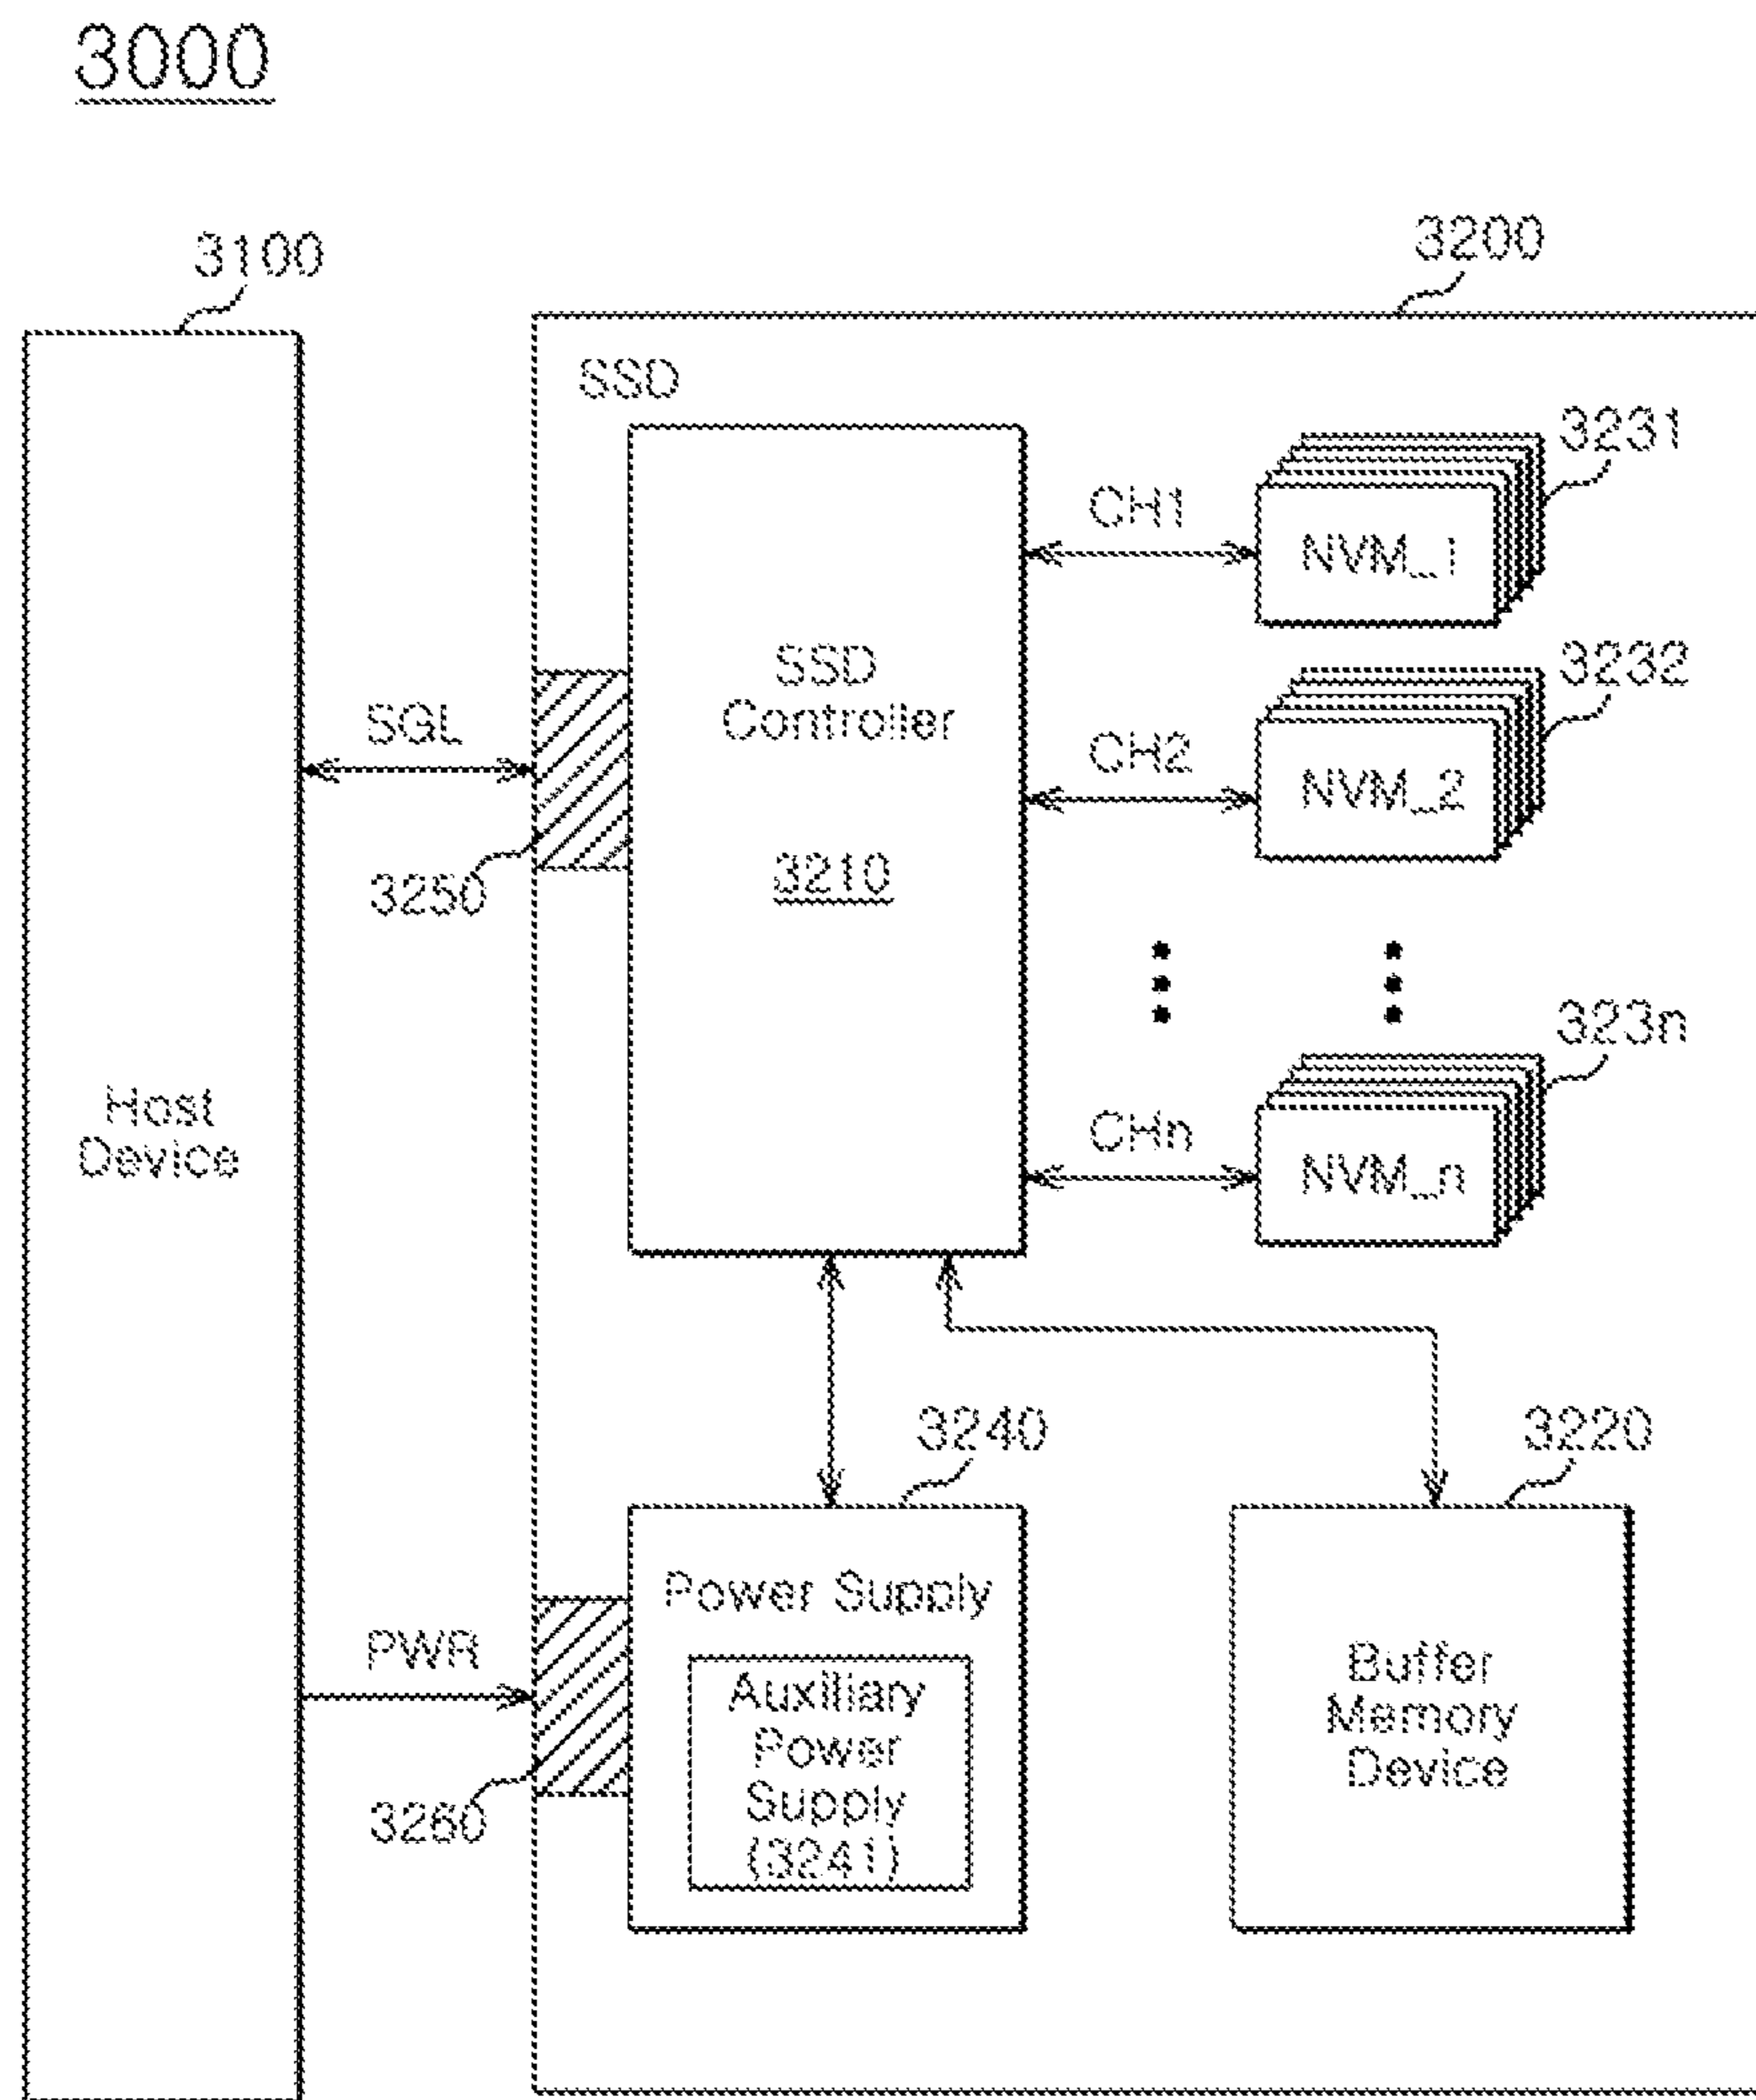 3000
3100
3200
SSD
3231
CH1
NVM_1
SSD
Controller
3232
SGL
CH2
NVM_2
3210
3250
323n
Host
Device
CHn
NVM_n
3240
3220
Power Supply
PWR
Auxiliary
Power
Supply
(3241)
Buffer
Memory
Device
3260